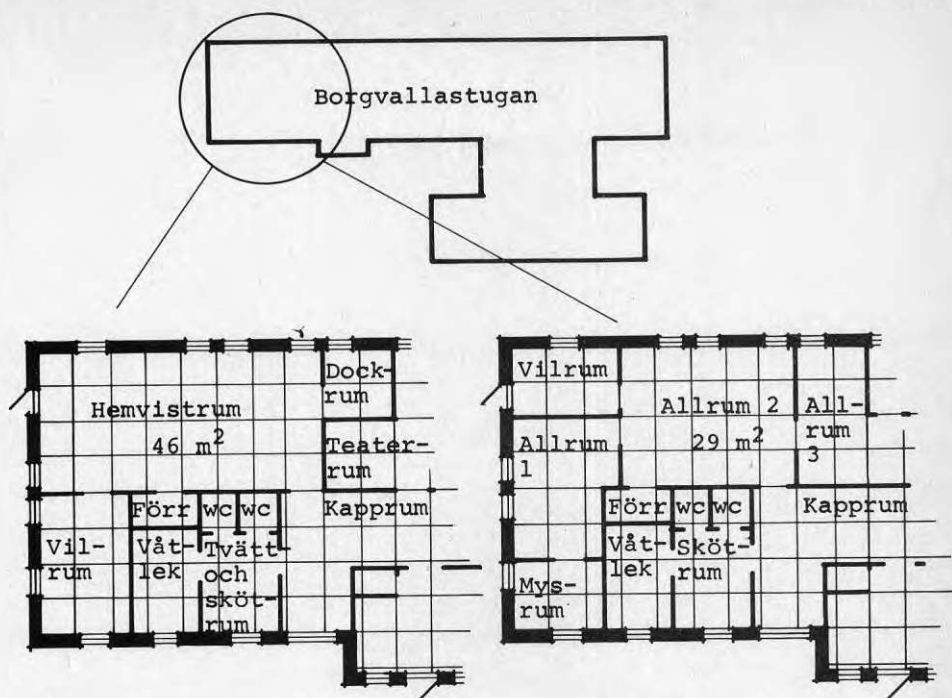 Borgvallastugan
Hemvistrum
46 m²
Dock-
rum
Teater-
rum
Kapprum
Förr
wc
wc
Vil-
rum
Våt-
lek
Tvätt
och
sköt-
rum
Vilrum
Allrum
1
Allrum 2
29 m²
All-
rum
3
Kapprum
Förr
wc
wc
Våt-
lek
Sköt-
rum
Mys-
rum